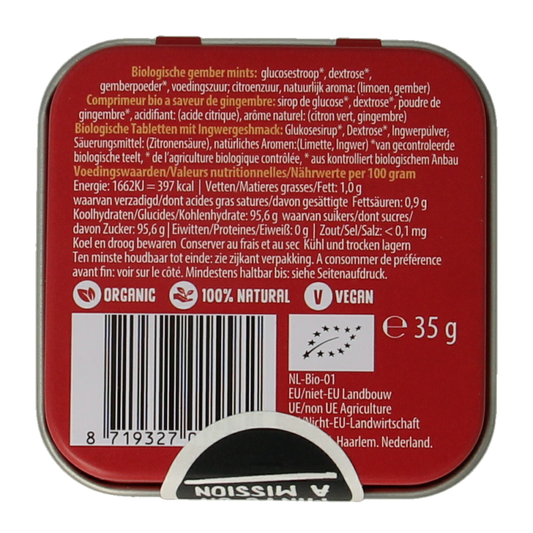 Biologische gember mints: glucosestroop*, dextrose*,
gemberpoeder*, voedingszuur; citroenzuur, natuurlijk aroma: (limoen, gember)
Comprimeur bio a saveur de gingembre: sirop de glucose*, dextrose*, poudre de
gingembre*, acidifiant: (acide citrique), arôme naturel: (citron vert, gingembre)
Biologische Tabletten mit Ingwergeschmack: Glukosesirup*, Dextrose*, Ingwerpulver;
Säuerungsmittel: (Zitronensäure), natürliches Aromen:(Limette, Ingwer) *van gecontroleerde
biologische teelt, * de l'agriculture biologique contrôlée, * aus kontrolliert biologischem Anbau
Voedingswaarden/Valeurs nutritionelles/Nährwerte per 100 gram
Energie: 1662KJ = 397 kcal | Vetten/Matieres grasses/Fett: 1,0 g
waarvan verzadigd/dont acides gras satures/davon gesättigte Fettsäuren: 0,9 g
Koolhydraten/Glucides/Kohlenhydrate: 95,6 g waarvan suikers/dont sucres/
davon Zucker: 95,6 g | Eiwitten/Proteines/Eiweiß: 0 g | Zout/Sel/Salz: < 0,1 mg
Koel en droog bewaren Conserver au frais et au sec Kühl und trocken lagern
Ten minste houdbaar tot einde: zie zijkant verpakking. A consommer de préférence
avant fin: voir sur le côté. Mindestens haltbar bis: siehe Seitenaufdruck.
ORGANIC 100% NATURAL V VEGAN
e 35 g
NL-Bio-01
EU/niet-EU Landbouw
UE/non UE Agriculture
/Nicht-EU-Landwirtschaft
Haarlem. Nederland.
8 719327 0
A MISSION